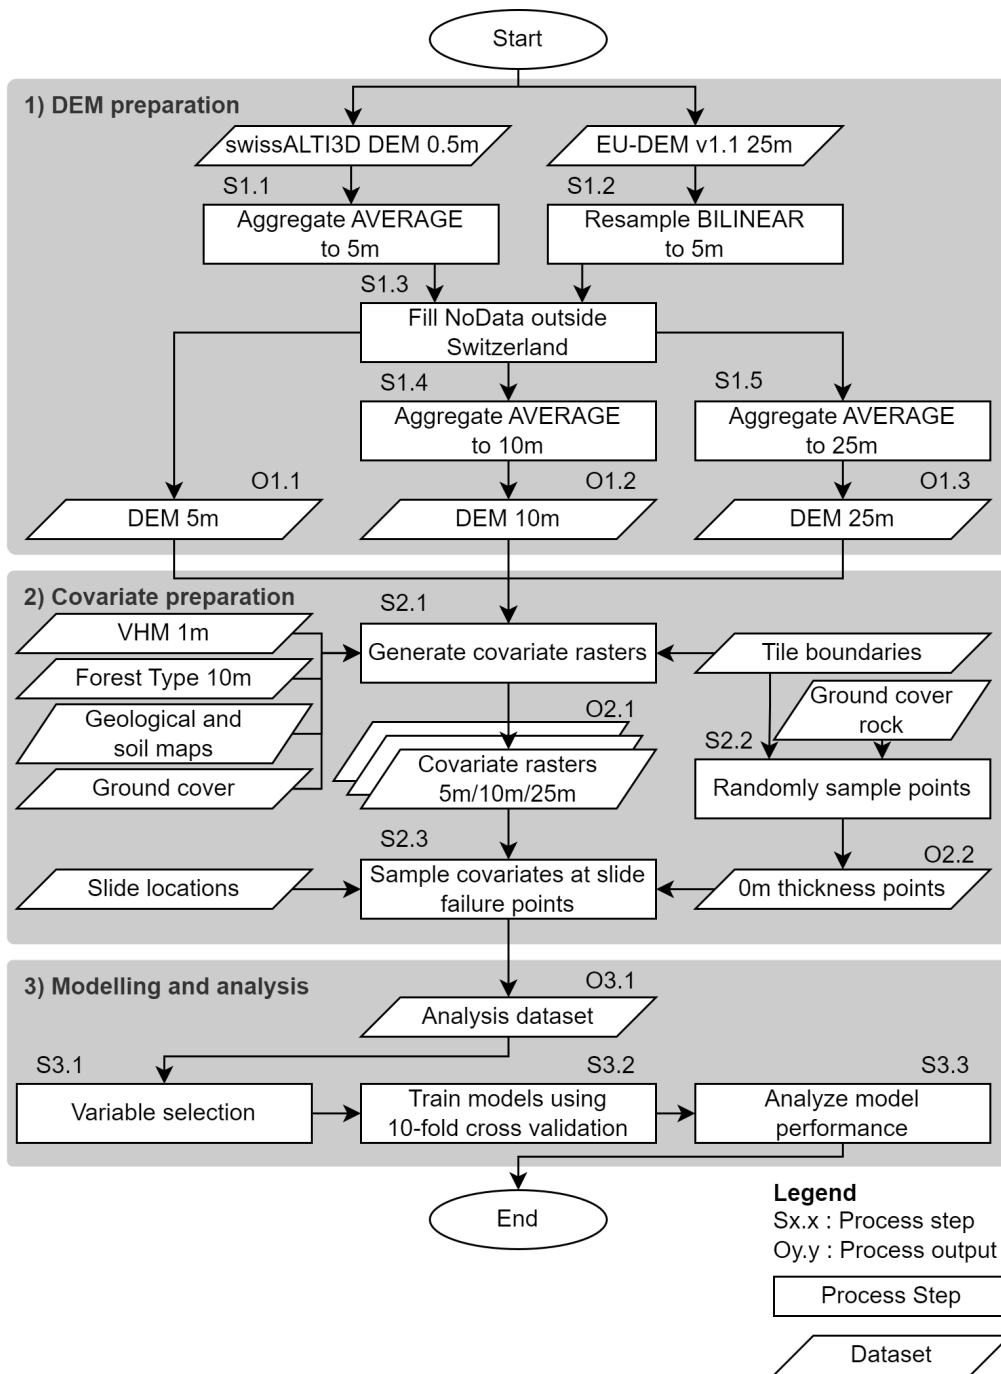 Start
1) DEM preparation
swissALTI3D DEM 0.5m
EU-DEM v1.1 25m
S1.1
S1.2
Aggregate AVERAGE
to 5m
Resample BILINEAR
to 5m
S1.3
Fill NoData outside
Switzerland
S1.4
S1.5
Aggregate AVERAGE
to 10m
Aggregate AVERAGE
to 25m
O1.1
O1.2
O1.3
DEM 5m
DEM 10m
DEM 25m
2) Covariate preparation
S2.1
VHM 1m
Generate covariate rasters
Tile boundaries
Forest Type 10m
Ground cover
rock
Geological and
soil maps
O2.1
S2.2
Covariate rasters
5m/10m/25m
Ground cover
Randomly sample points
S2.3
O2.2
Slide locations
Sample covariates at slide
failure points
0m thickness points
3) Modelling and analysis
O3.1
Analysis dataset
S3.1
S3.2
S3.3
Variable selection
Train models using
10-fold cross validation
Analyze model
performance
End
Legend
Sx.x : Process step
Oy.y : Process output
Process Step
Dataset